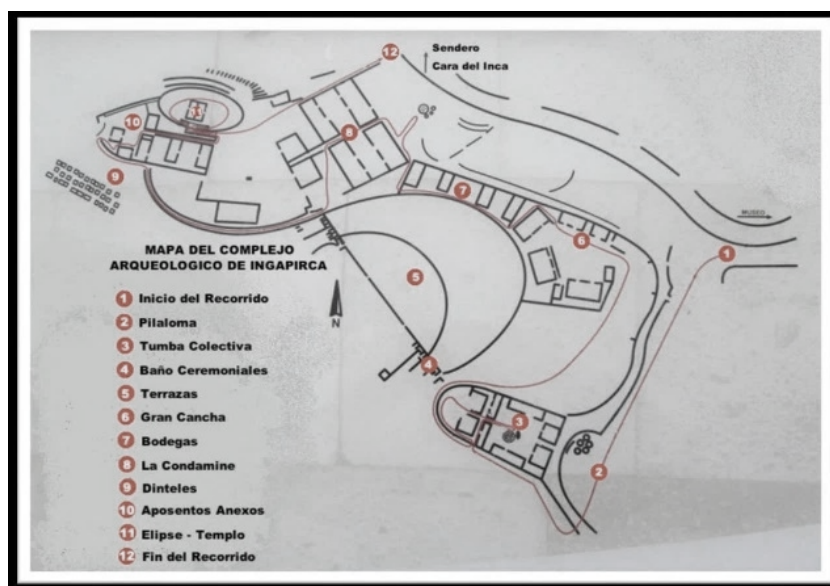 12
Sendero
Cara del Inca
11
10
8
9
7
MUSEO
6
1
5
MAPA DEL COMPLEJO
ARQUEOLOGICO DE INGAPIRCA
N
4
3
2
1 Inicio del Recorrido
2 Pilaloma
3 Tumba Colectiva
4 Baño Ceremoniales
5 Terrazas
6 Gran Cancha
7 Bodegas
8 La Condamine
9 Dinteles
10 Aposentos Anexos
11 Elipse - Templo
12 Fin del Recorrido